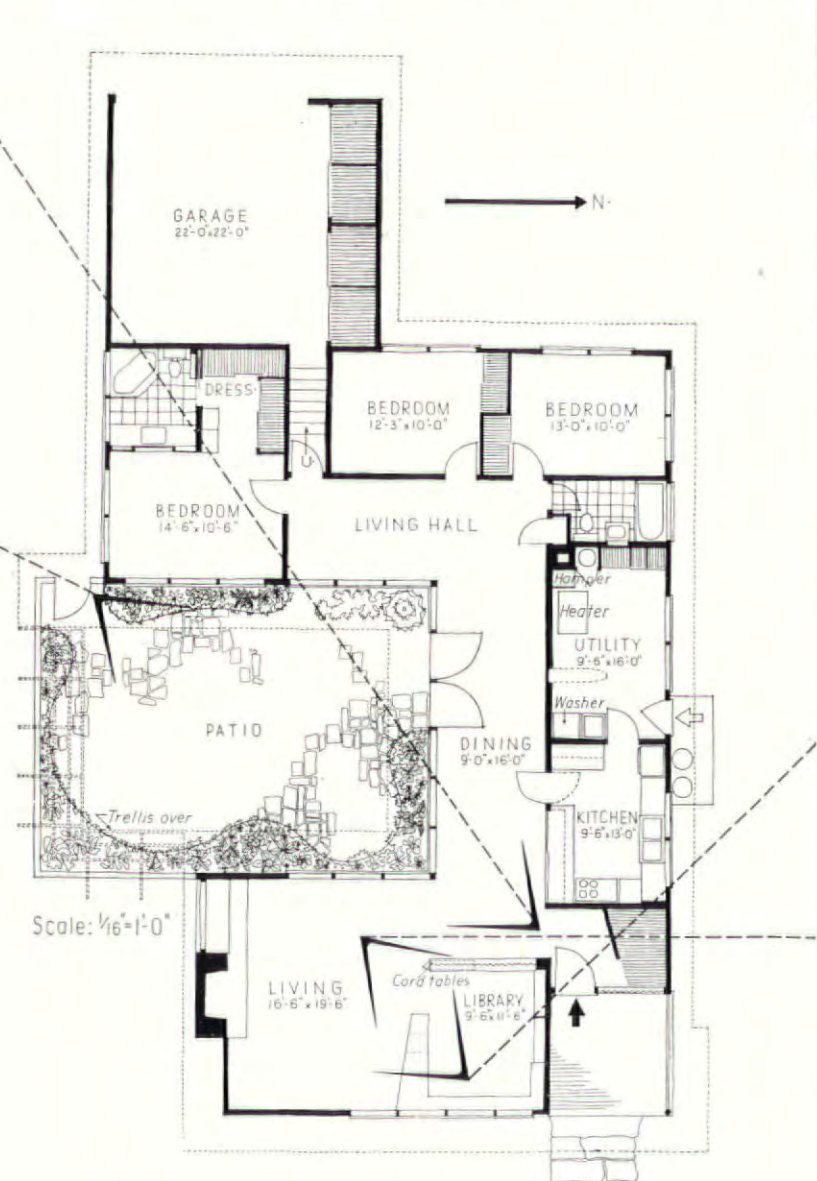 GARAGE
22'-0"x22'-0"
N.
DRESS.
BEDROOM
12'-3"x10'-0"
BEDROOM
13'-0"x10'-0"
U.
BEDROOM
14'-6"x10'-6"
LIVING HALL
Hamper
Heater
UTILITY
9'-6"x16'-0"
Washer
PATIO
DINING
9'-0"x16'-0"
Trellis over
KITCHEN
9'-6"x13'-0"
Scale: 1/16"=1'-0"
Card tables
LIVING
16'-6"x19'-6"
LIBRARY
9'-6"x11'-6"